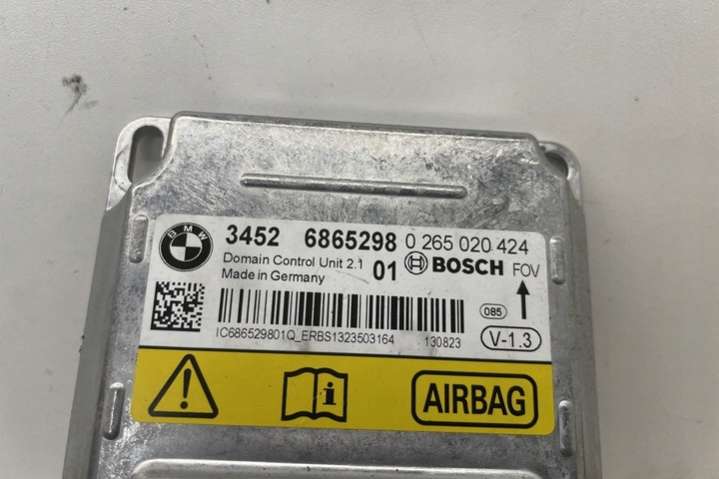 BMW
3452 6865298 0 265 020 424
Domain Control Unit 2.1 01 BOSCH FOV
Made in Germany
085
IC686529801Q_ERBS1323503164 130823 V-1.3
AIRBAG